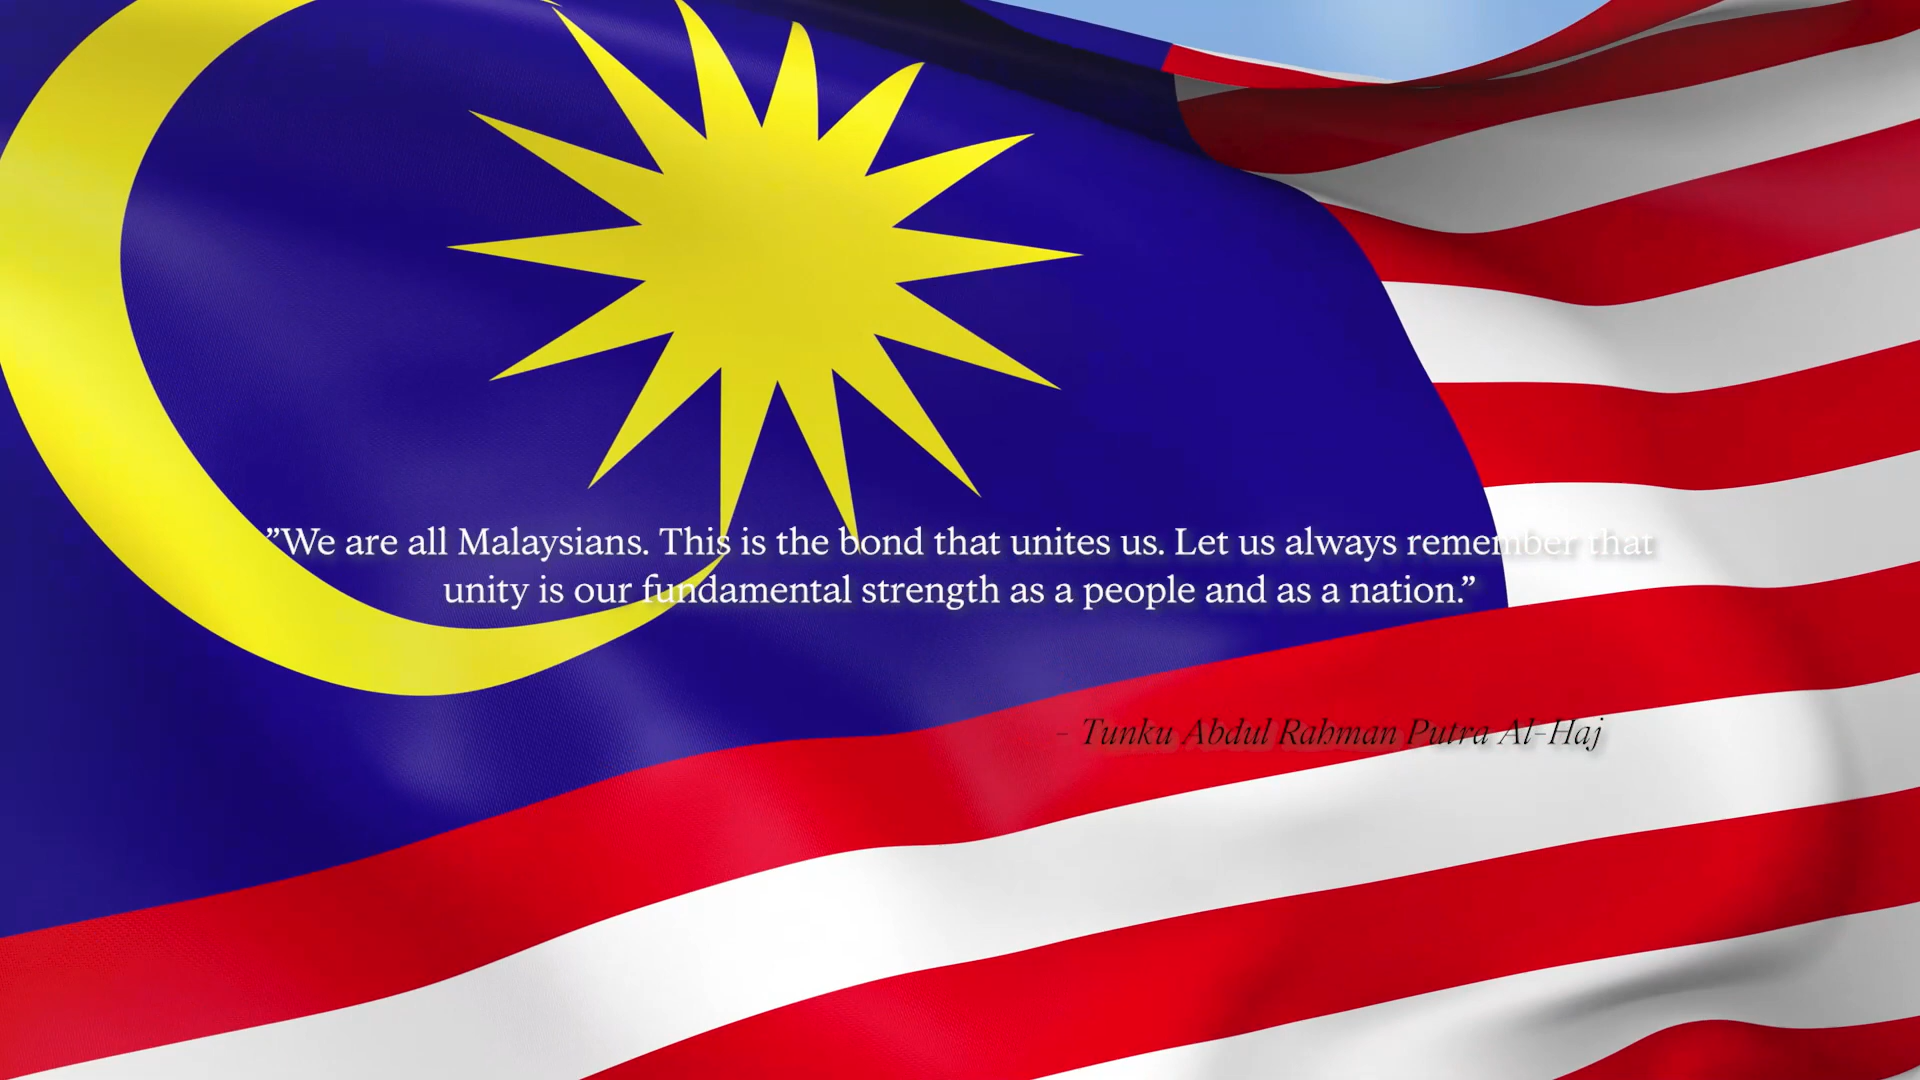 ”We are all Malaysians. This is the bond that unites us. Let us always remember that
unity is our fundamental strength as a people and as a nation.”
- Tunku Abdul Rahman Putra Al-Haj